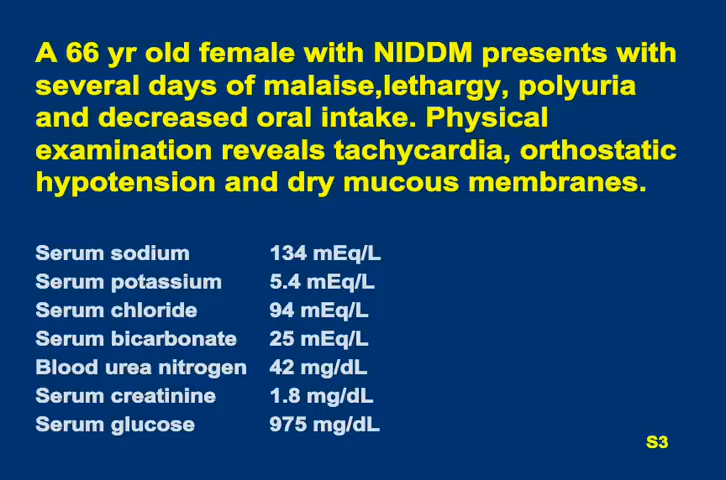 A 66 yr old female with NIDDM presents with
several days of malaise,lethargy, polyuria
and decreased oral intake. Physical
examination reveals tachycardia, orthostatic
hypotension and dry mucous membranes.
Serum sodium 134 mEq/L
Serum potassium 5.4 mEq/L
Serum chloride 94 mEq/L
Serum bicarbonate 25 mEq/L
Blood urea nitrogen 42 mg/dL
Serum creatinine 1.8 mg/dL
Serum glucose 975 mg/dL
S3